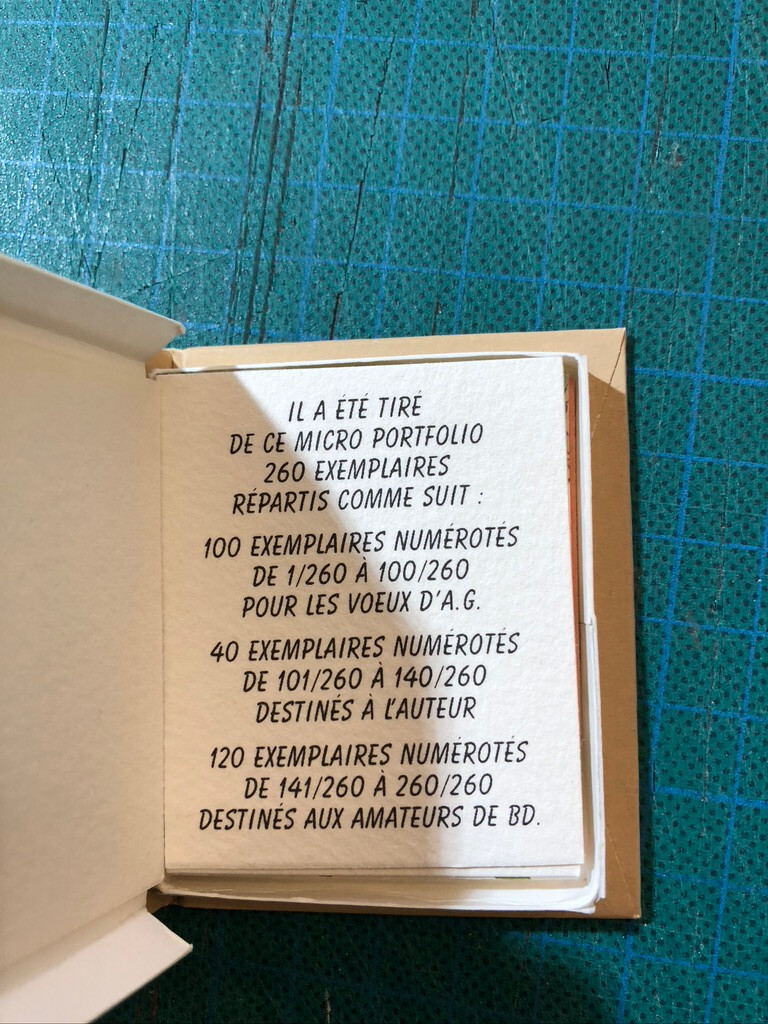 IL A ÉTÉ TIRÉ
DE CE MICRO PORTFOLIO
260 EXEMPLAIRES
RÉPARTIS COMME SUIT :
100 EXEMPLAIRES NUMÉROTÉS
DE 1/260 À 100/260
POUR LES VOEUX D'A.G.
40 EXEMPLAIRES NUMÉROTÉS
DE 101/260 À 140/260
DESTINÉS À L'AUTEUR
120 EXEMPLAIRES NUMÉROTÉS
DE 141/260 À 260/260
DESTINÉS AUX AMATEURS DE BD.